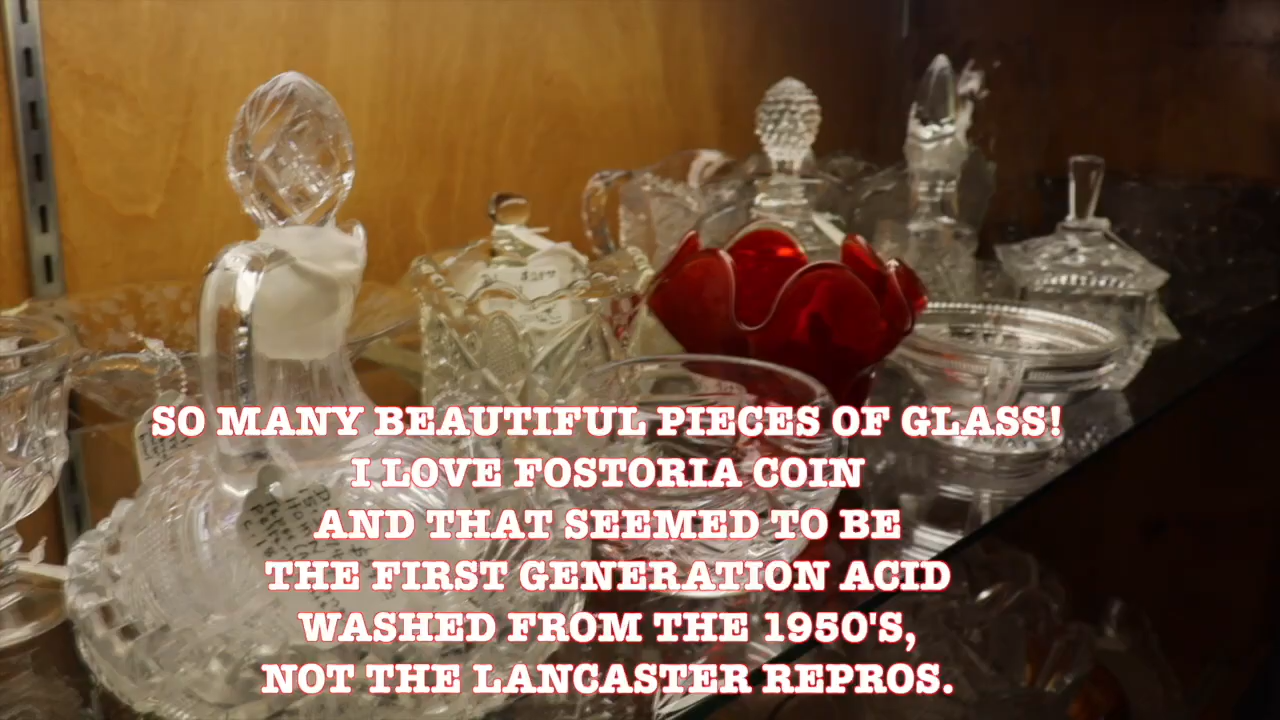 SO MANY BEAUTIFUL PIECES OF GLASS!
I LOVE FOSTORIA COIN
AND THAT SEEMED TO BE
THE FIRST GENERATION ACID
WASHED FROM THE 1950'S,
NOT THE LANCASTER REPROS.